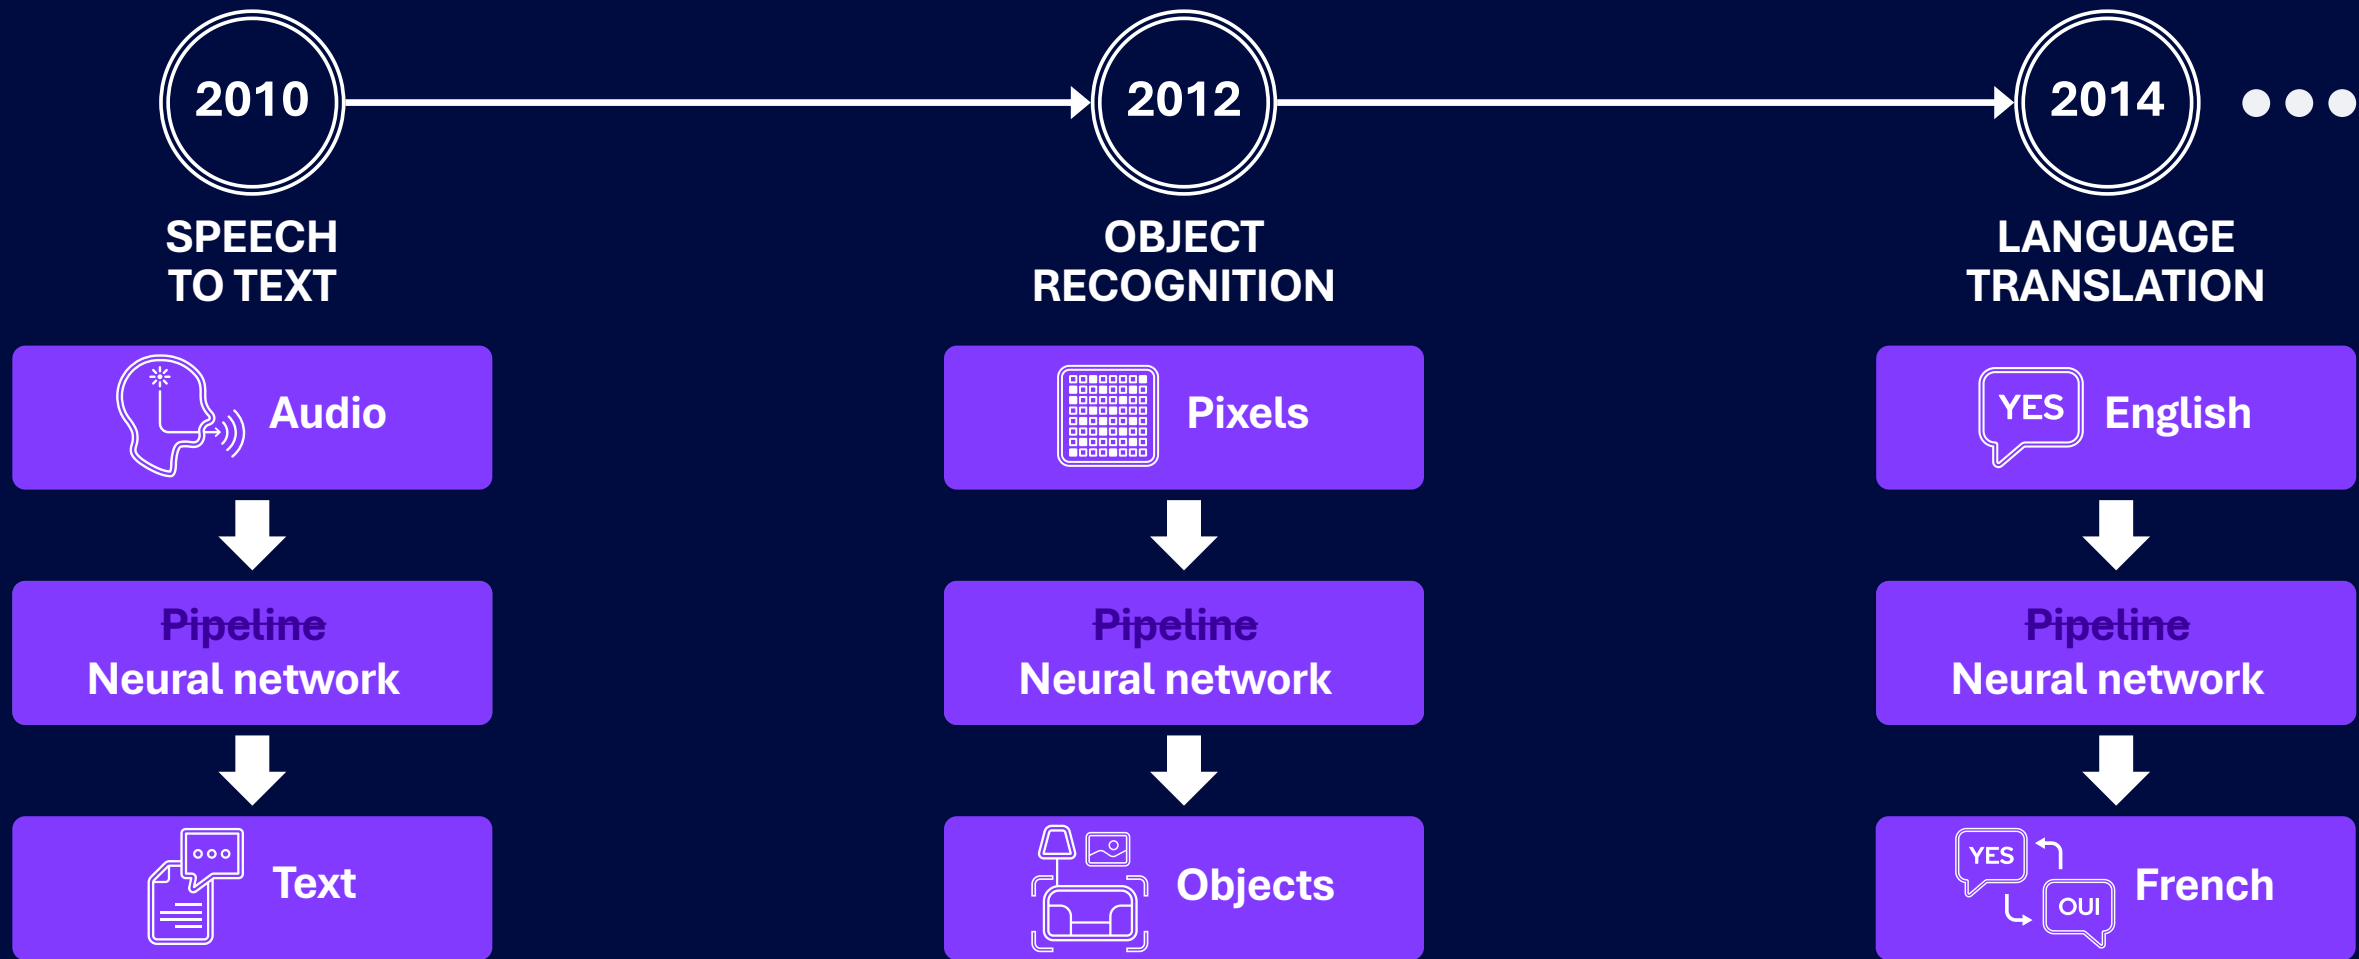 2010
2012
2014
SPEECH
TO TEXT
OBJECT
RECOGNITION
LANGUAGE
TRANSLATION
Audio
Pixels
YES
English
Pipeline
Neural network
Pipeline
Neural network
Pipeline
Neural network
Text
Objects
YES
OUI
French